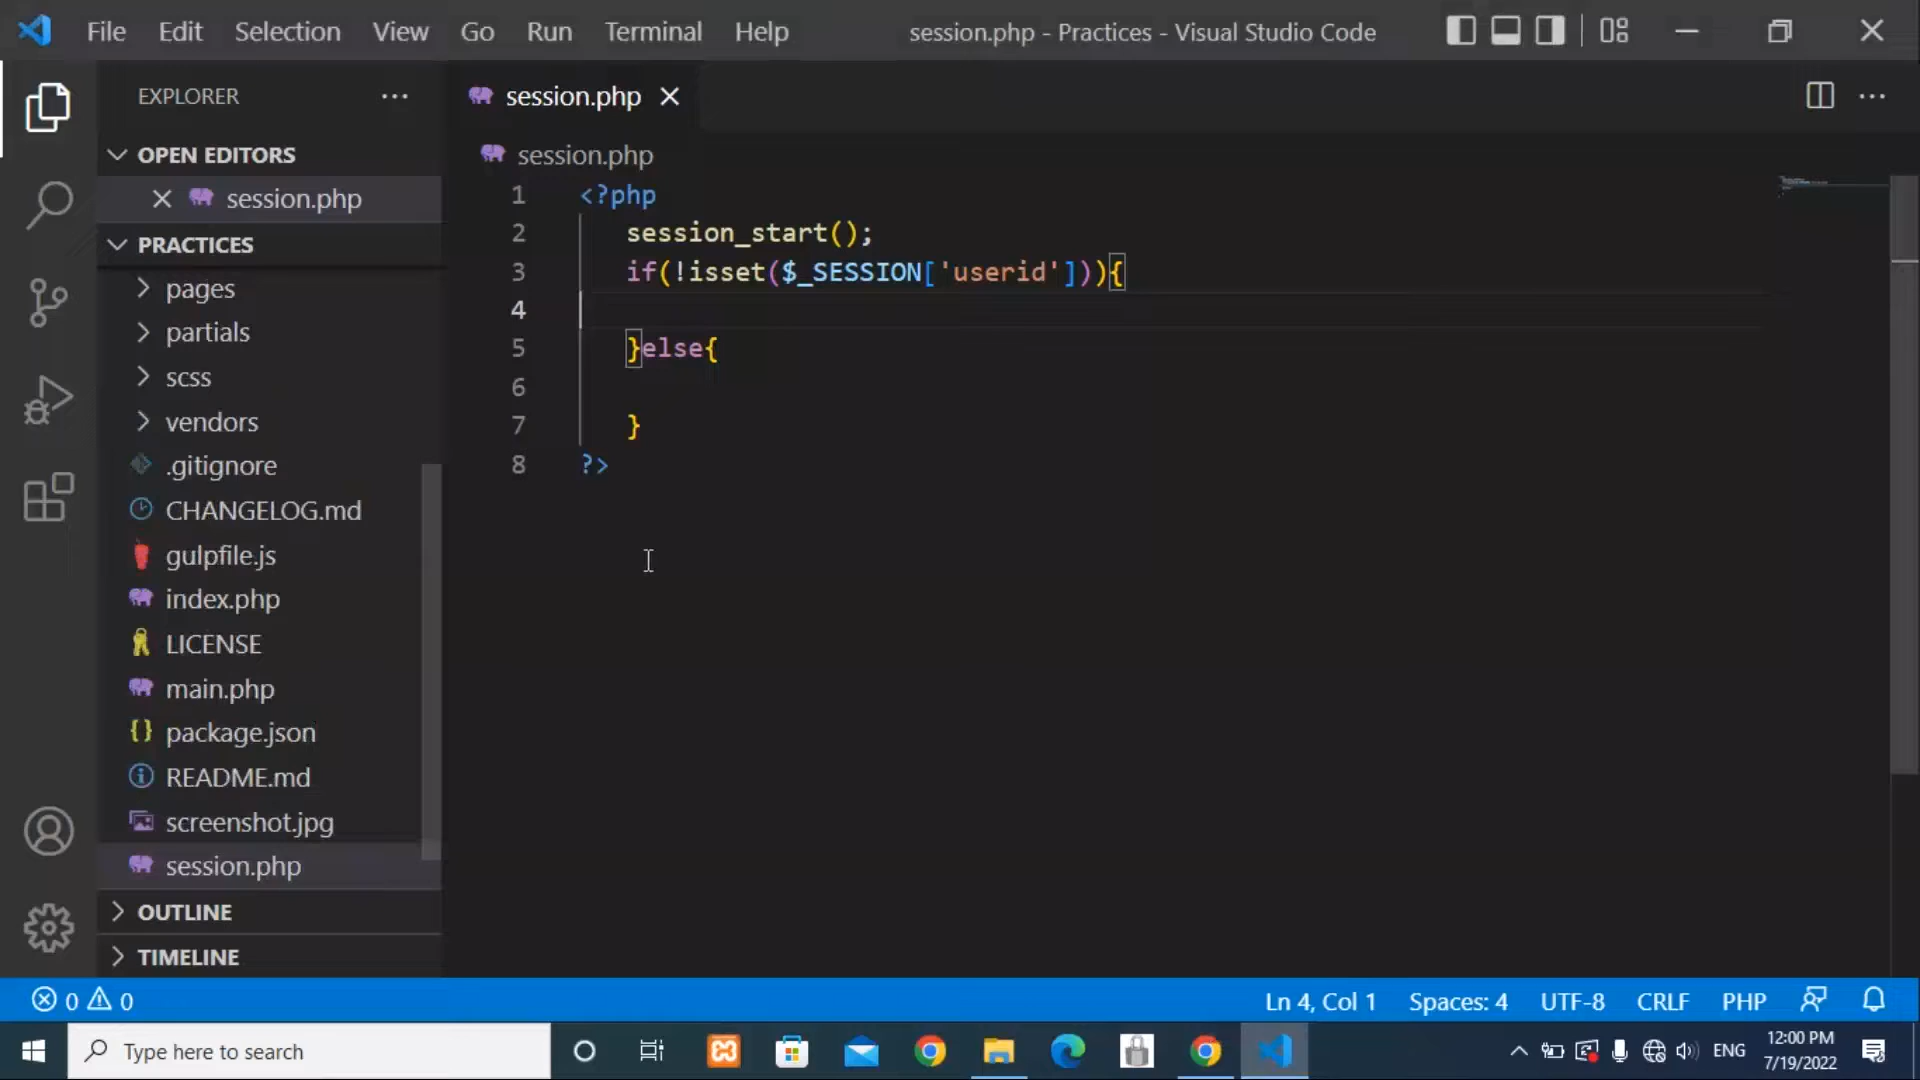 File Edit Selection View Go Run Terminal Help session.php - Practices - Visual Studio Code
EXPLORER
OPEN EDITORS
session.php
PRACTICES
pages
partials
scss
vendors
.gitignore
CHANGELOG.md
gulpfile.js
index.php
LICENSE
main.php
package.json
README.md
screenshot.jpg
session.php
OUTLINE
TIMELINE
session.php
session.php
1 <?php
2 session_start();
3 if(!isset($_SESSION['userid'])){
4
5 }else{
6
7 }
8 ?>
0 0 Ln 4, Col 1 Spaces: 4 UTF-8 CRLF PHP
Type here to search
ENG
12:00 PM
7/19/2022